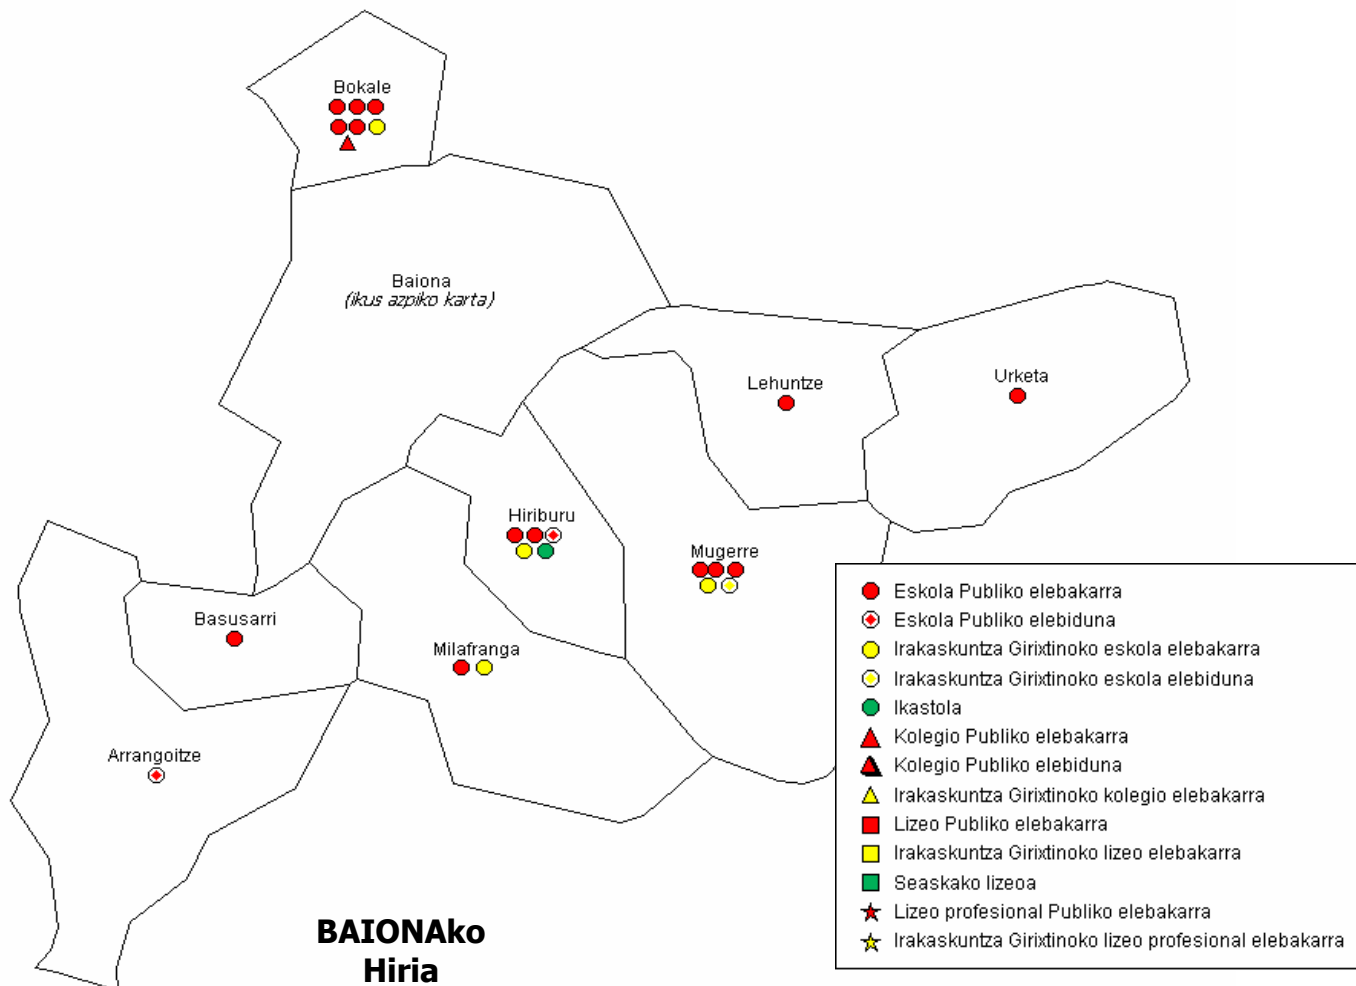 Bokale
Baiona
(ikus azpiko karta)
Lehuntze
Urketa
Hiriburu
Mugerre
Basusarri
Milafranga
Arrangoitze
Eskola Publiko elebakarra
Eskola Publiko elebiduna
Irakaskuntza Girixtinoko eskola elebakarra
Irakaskuntza Girixtinoko eskola elebiduna
Ikastola
Kolegio Publiko elebakarra
Kolegio Publiko elebiduna
Irakaskuntza Girixtinoko kolegio elebakarra
Lizeo Publiko elebakarra
Irakaskuntza Girixtinoko lizeo elebakarra
Seaskako lizeoa
Lizeo profesional Publiko elebakarra
Irakaskuntza Girixtinoko lizeo profesional elebakarra
BAIONAko
Hiria